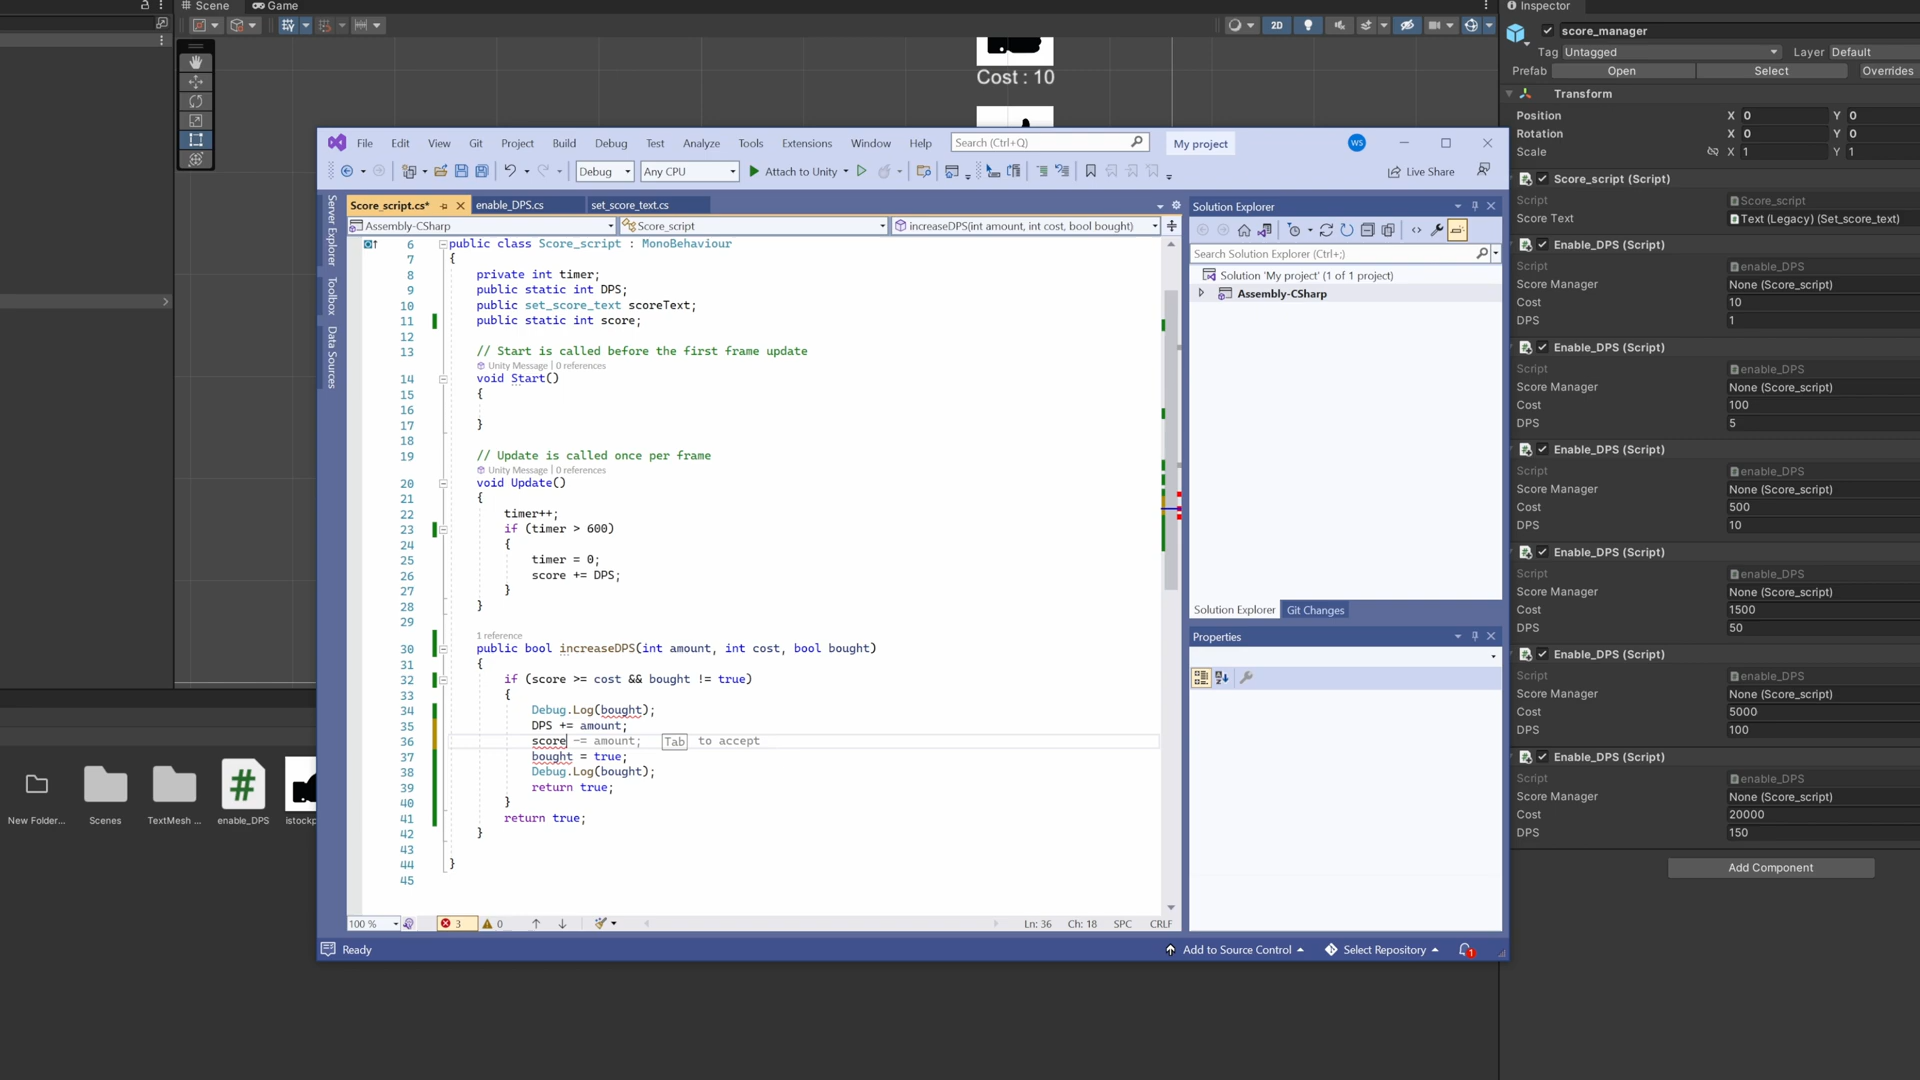 Scene
Game
2D
Cost : 10
File
Edit
View
Git
Project
Build
Debug
Test
Analyze
Tools
Extensions
Window
Help
Search (Ctrl+Q)
My project
WS
Debug
Any CPU
Attach to Unity
Live Share
Server Explorer
Toolbox
Data Sources
Score_script.cs*
enable_DPS.cs
set_score_text.cs
Assembly-CSharp
Score_script
increaseDPS(int amount, int cost, bool bought)
6 public class Score_script : MonoBehaviour
7 {
8 private int timer;
9 public static int DPS;
10 public set_score_text scoreText;
11 public static int score;
12
13 // Start is called before the first frame update
Unity Message | 0 references
14 void Start()
15 {
16
17 }
18
19 // Update is called once per frame
Unity Message | 0 references
20 void Update()
21 {
22 timer++;
23 if (timer > 600)
24 {
25 timer = 0;
26 score += DPS;
27 }
28 }
29
1 reference
30 public bool increaseDPS(int amount, int cost, bool bought)
31 {
32 if (score >= cost && bought != true)
33 {
34 Debug.Log(bought);
35 DPS += amount;
36 score -= amount; Tab to accept
37 bought = true;
38 Debug.Log(bought);
39 return true;
40 }
41 return true;
42 }
43
44 }
45
100 %
3
0
Ln: 36
Ch: 18
SPC
CRLF
Ready
Add to Source Control
Select Repository
1
Solution Explorer
Search Solution Explorer (Ctrl+;)
Solution 'My project' (1 of 1 project)
Assembly-CSharp
Solution Explorer
Git Changes
Properties
New Folder...
Scenes
TextMesh ...
enable_DPS
istockp
Inspector
score_manager
Tag Untagged
Layer Default
Prefab
Open
Select
Overrides
Transform
Position X 0 Y 0
Rotation X 0 Y 0
Scale X 1 Y 1
Score_script (Script)
Script Score_script
Score Text Text (Legacy) (Set_score_text)
Enable_DPS (Script)
Script enable_DPS
Score Manager None (Score_script)
Cost 10
DPS 1
Enable_DPS (Script)
Script enable_DPS
Score Manager None (Score_script)
Cost 100
DPS 5
Enable_DPS (Script)
Script enable_DPS
Score Manager None (Score_script)
Cost 500
DPS 10
Enable_DPS (Script)
Script enable_DPS
Score Manager None (Score_script)
Cost 1500
DPS 50
Enable_DPS (Script)
Script enable_DPS
Score Manager None (Score_script)
Cost 5000
DPS 100
Enable_DPS (Script)
Script enable_DPS
Score Manager None (Score_script)
Cost 20000
DPS 150
Add Component